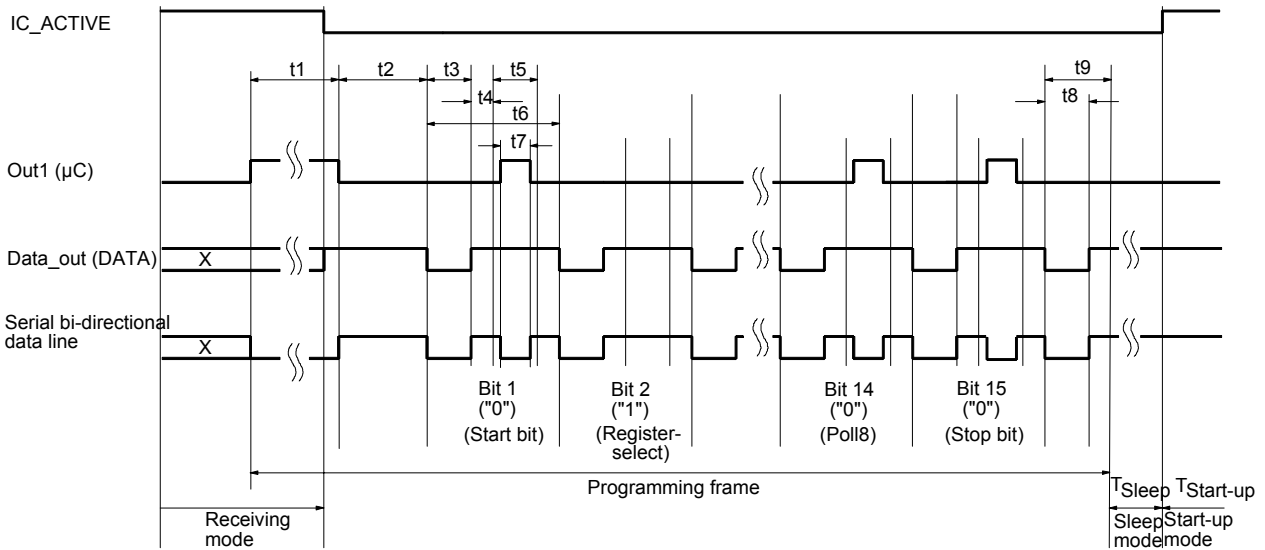 IC_ACTIVE
t1
t2
t3
t5
t9
t4
t8
t6
t7
Out1 (µC)
Data_out (DATA)
X
Serial bi-directional
data line
X
Bit 1
("0")
(Start bit)
Bit 2
("1")
(Register-
select)
Bit 14
("0")
(Poll8)
Bit 15
("0")
(Stop bit)
Programming frame
TSleep
TStart-up
Receiving
mode
Sleep
mode
Start-up
mode